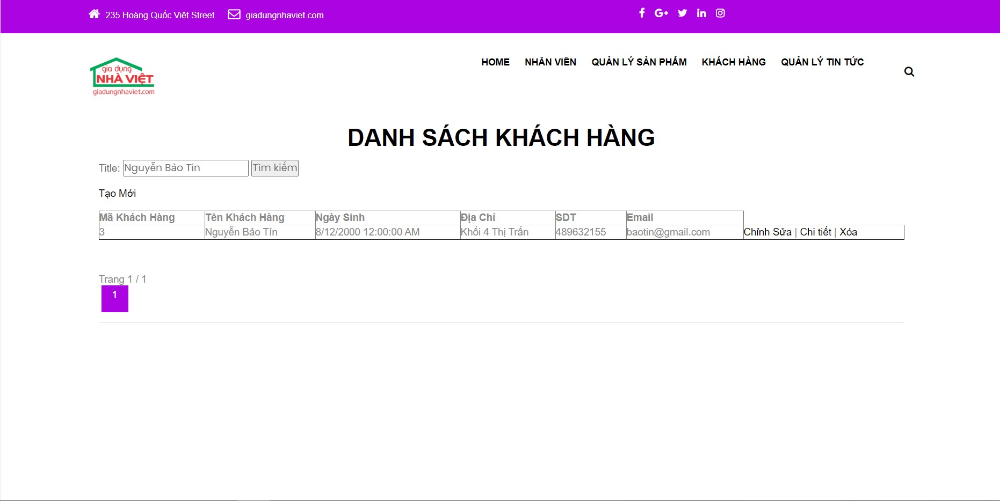 235 Hoàng Quốc Việt Street giadungnhaviet.com
gia dụng
NHÀ VIỆT
giadungnhaviet.com
HOME NHÂN VIÊN QUẢN LÝ SẢN PHẨM KHÁCH HÀNG QUẢN LÝ TIN TỨC
DANH SÁCH KHÁCH HÀNG
Title: Nguyễn Bảo Tín Tìm kiếm
Tạo Mới
Mã Khách Hàng Tên Khách Hàng Ngày Sinh Địa Chỉ SDT Email
3 Nguyễn Bảo Tín 8/12/2000 12:00:00 AM Khối 4 Thị Trấn 489632155 baotin@gmail.com Chỉnh Sửa | Chi tiết | Xóa
Trang 1 / 1
1